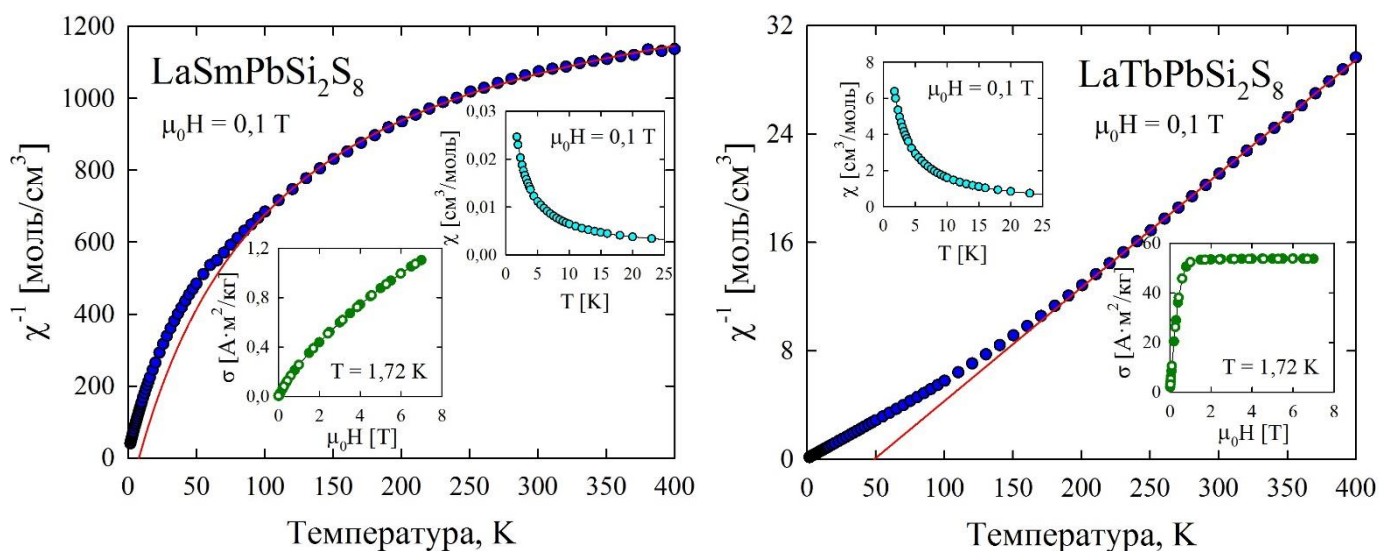 1200
1000
800
600
400
200
0
χ⁻¹ [моль/см³]
LaSmPbSi₂S₈
μ₀H = 0,1 T
0 50 100 150 200 250 300 350 400
Температура, K
0,03
0,02
0,01
0,00
χ [см³/моль]
μ₀H = 0,1 T
0 5 10 15 20 25
T [K]
1,2
0,8
0,4
0,0
σ [А·м²/кг]
T = 1,72 K
0 2 4 6 8
μ₀H [T]
32
24
16
8
0
χ⁻¹ [моль/см³]
LaTbPbSi₂S₈
μ₀H = 0,1 T
0 50 100 150 200 250 300 350 400
Температура, K
8
6
4
2
0
χ [см³/моль]
μ₀H = 0,1 T
0 5 10 15 20 25
T [K]
60
40
20
0
σ [А·м²/кг]
T = 1,72 K
0 2 4 6 8
μ₀H [T]